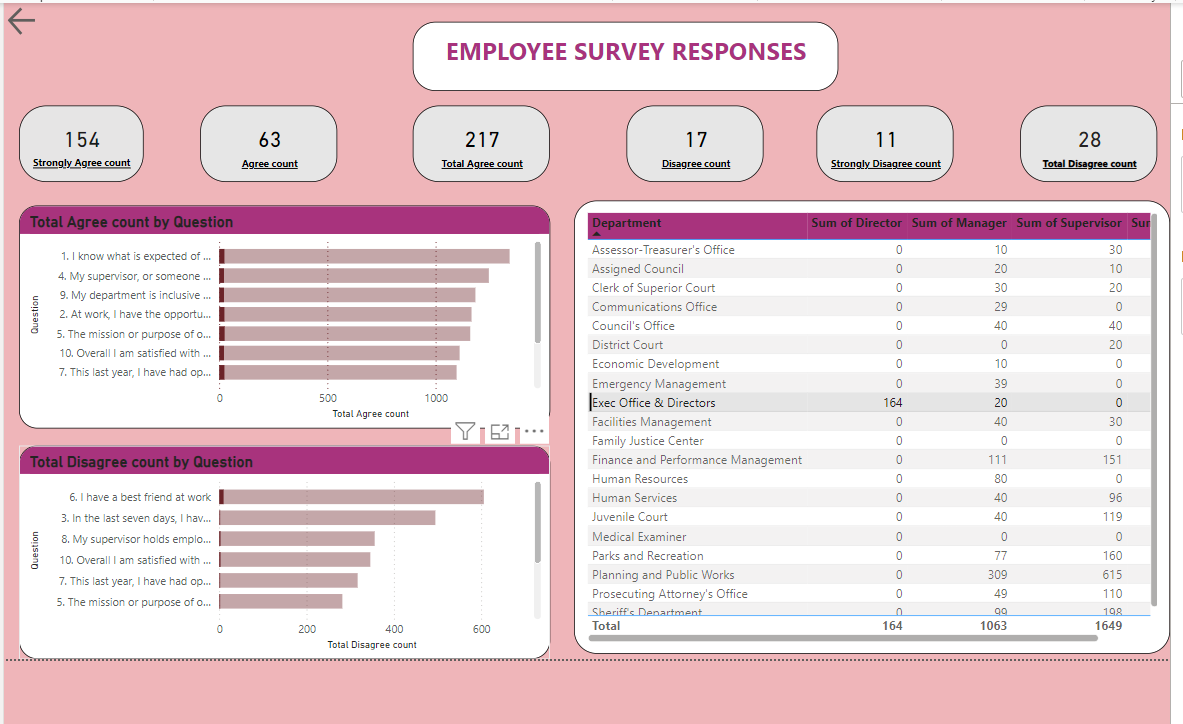 EMPLOYEE SURVEY RESPONSES
154
Strongly Agree count
63
Agree count
217
Total Agree count
17
Disagree count
11
Strongly Disagree count
28
Total Disagree count
Total Agree count by Question
Question
1. I know what is expected of ...
4. My supervisor, or someone ...
9. My department is inclusive ...
2. At work, I have the opportu...
5. The mission or purpose of o...
10. Overall I am satisfied with ...
7. This last year, I have had op...
0 500 1000
Total Agree count
Total Disagree count by Question
Question
6. I have a best friend at work
3. In the last seven days, I hav...
8. My supervisor holds emplo...
10. Overall I am satisfied with ...
7. This last year, I have had op...
5. The mission or purpose of o...
0 200 400 600
Total Disagree count
Department Sum of Director Sum of Manager Sum of Supervisor Sur
Assessor-Treasurer's Office 0 10 30
Assigned Council 0 20 10
Clerk of Superior Court 0 30 20
Communications Office 0 29 0
Council's Office 0 40 40
District Court 0 0 20
Economic Development 0 10 0
Emergency Management 0 39 0
Exec Office & Directors 164 20 0
Facilities Management 0 40 30
Family Justice Center 0 0 0
Finance and Performance Management 0 111 151
Human Resources 0 80 0
Human Services 0 40 96
Juvenile Court 0 40 119
Medical Examiner 0 0 0
Parks and Recreation 0 77 160
Planning and Public Works 0 309 615
Prosecuting Attorney's Office 0 49 110
Sheriff's Department 0 99 198
Total 164 1063 1649